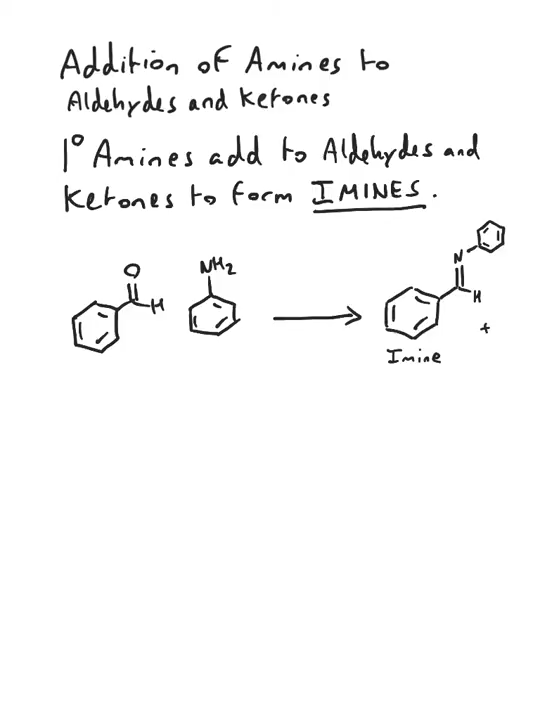 Addition of Amines to
Aldehydes and Ketones
1° Amines add to Aldehydes and
Ketones to form IMINES.
O
H
NH2
N
H
+
Imine